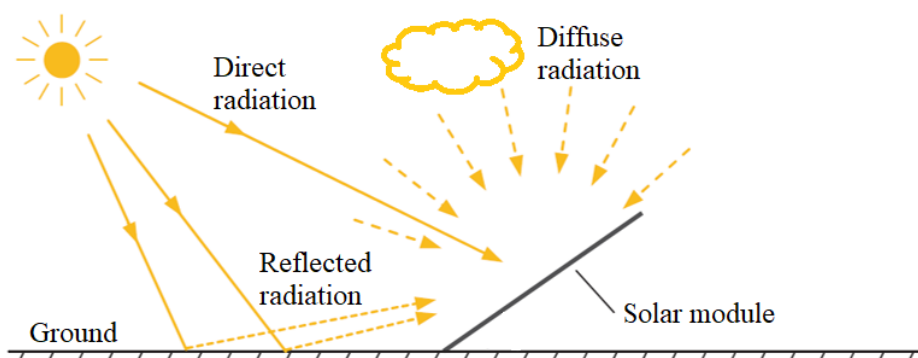 Direct
radiation
Diffuse
radiation
Reflected
radiation
Solar module
Ground